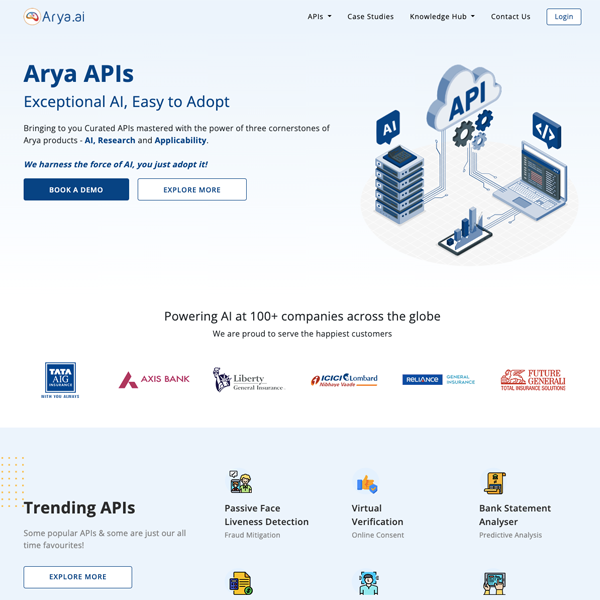 Arya.ai
APIs
Case Studies
Knowledge Hub
Contact Us
Login
Arya APIs
Exceptional AI, Easy to Adopt
Bringing to you Curated APIs mastered with the power of three cornerstones of
Arya products - AI, Research and Applicability.
We harness the force of AI, you just adopt it!
BOOK A DEMO
EXPLORE MORE
AI
API
</>
Powering AI at 100+ companies across the globe
We are proud to serve the happiest customers
TATA
AIG
INSURANCE
WITH YOU ALWAYS
AXIS BANK
Liberty
General Insurance
ICICI Lombard
Nibhaye Vaade
RELIANCE
GENERAL
INSURANCE
FUTURE
GENERALI
TOTAL INSURANCE SOLUTIONS
Trending APIs
Some popular APIs & some are just our all
time favourites!
EXPLORE MORE
Passive Face
Liveness Detection
Fraud Mitigation
Virtual
Verification
Online Consent
Bank Statement
Analyser
Predictive Analysis